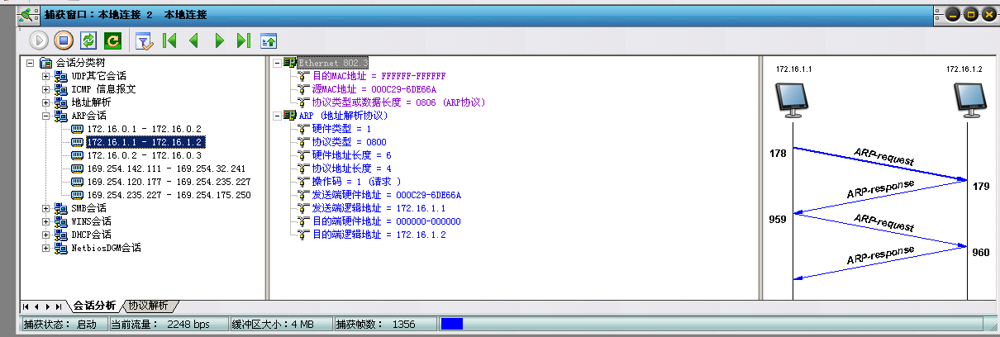 捕获窗口：本地连接 2 本地连接
会话分类树
UDP其它会话
ICMP 信息报文
地址解析
ARP会话
172.16.0.1 - 172.16.0.2
172.16.1.1 - 172.16.1.2
172.16.0.2 - 172.16.0.3
169.254.142.111 - 169.254.32.241
169.254.120.177 - 169.254.235.227
169.254.235.227 - 169.254.175.250
SMB会话
WINS会话
DHCP会话
NetbiosDGM会话
Ethernet 802.3
目的MAC地址 = FFFFFF-FFFFFF
源MAC地址 = 000C29-6DE66A
协议类型或数据长度 = 0806 (ARP协议)
ARP (地址解析协议)
硬件类型 = 1
协议类型 = 0800
硬件地址长度 = 6
协议地址长度 = 4
操作码 = 1 (请求 )
发送端硬件地址 = 000C29-6DE66A
发送端逻辑地址 = 172.16.1.1
目的端硬件地址 = 000000-000000
目的端逻辑地址 = 172.16.1.2
172.16.1.1
172.16.1.2
178
ARP-request
179
ARP-response
959
ARP-request
960
ARP-response
会话分析
协议解析
捕获状态： 启动
当前流量： 2248 bps
缓冲区大小：4 MB
捕获帧数： 1356